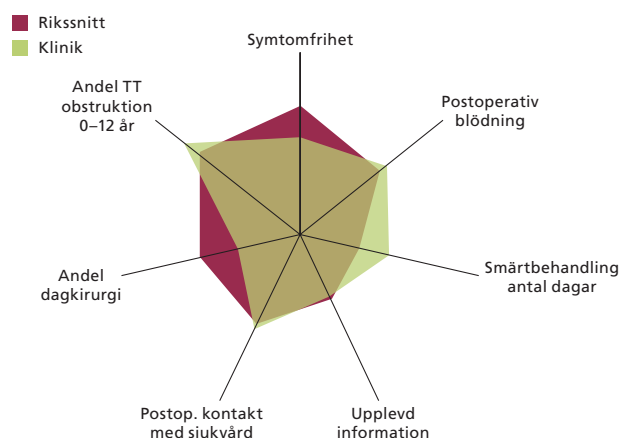 Rikssnitt
Klinik
Symtomfrihet
Andel TT
obstruktion
0–12 år
Postoperativ
blödning
Andel
dagkirurgi
Smärtbehandling
antal dagar
Postop. kontakt
med sjukvård
Upplevd
information